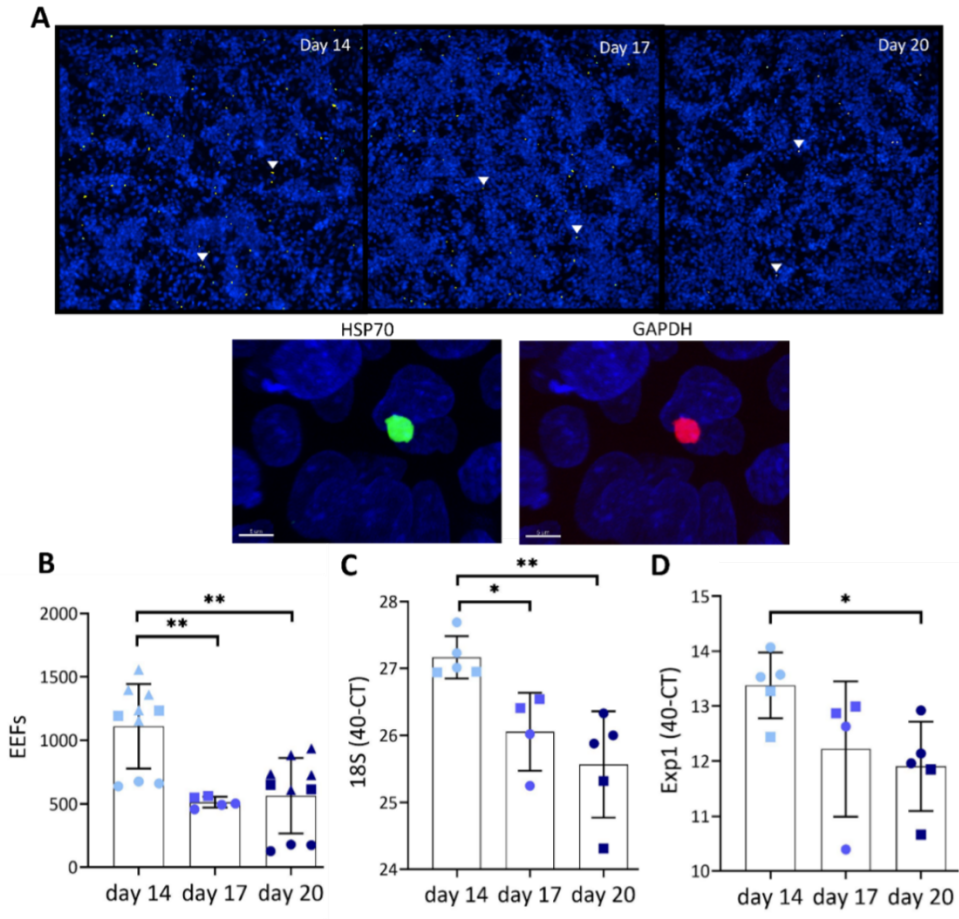 A
Day 14
Day 17
Day 20
HSP70
GAPDH
B
EEFs
2000
1500
1000
500
0
**
**
day 14
day 17
day 20
C
18S (40-CT)
28
27
26
25
24
**
*
day 14
day 17
day 20
D
Exp1 (40-CT)
15
14
13
12
11
10
*
day 14
day 17
day 20